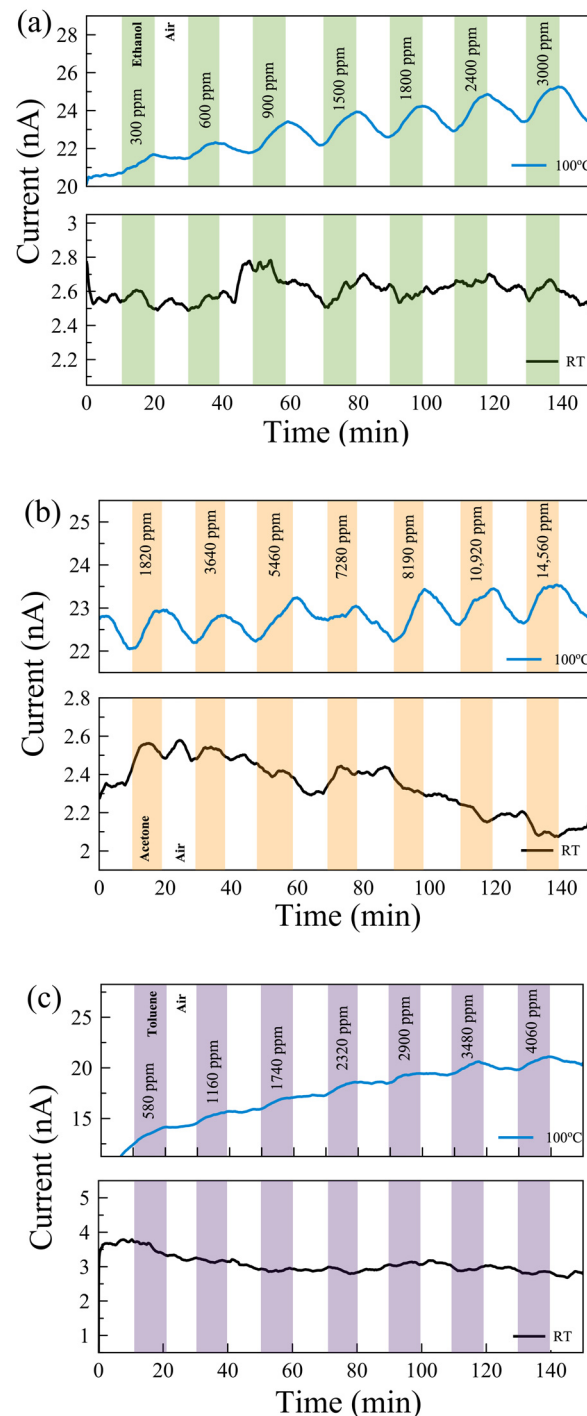 (a)
Current (nA)
28
26
24
22
20
Ethanol
Air
300 ppm
600 ppm
900 ppm
1500 ppm
1800 ppm
2400 ppm
3000 ppm
100ºC
3
2.8
2.6
2.4
2.2
RT
0
20
40
60
80
100
120
140
Time (min)
(b)
Current (nA)
25
24
23
22
1820 ppm
3640 ppm
5460 ppm
7280 ppm
8190 ppm
10,920 ppm
14,560 ppm
100ºC
2.8
2.6
2.4
2.2
2
Acetone
Air
RT
0
20
40
60
80
100
120
140
Time (min)
(c)
Current (nA)
25
20
15
Toluene
Air
580 ppm
1160 ppm
1740 ppm
2320 ppm
2900 ppm
3480 ppm
4060 ppm
100ºC
5
4
3
2
1
RT
0
20
40
60
80
100
120
140
Time (min)